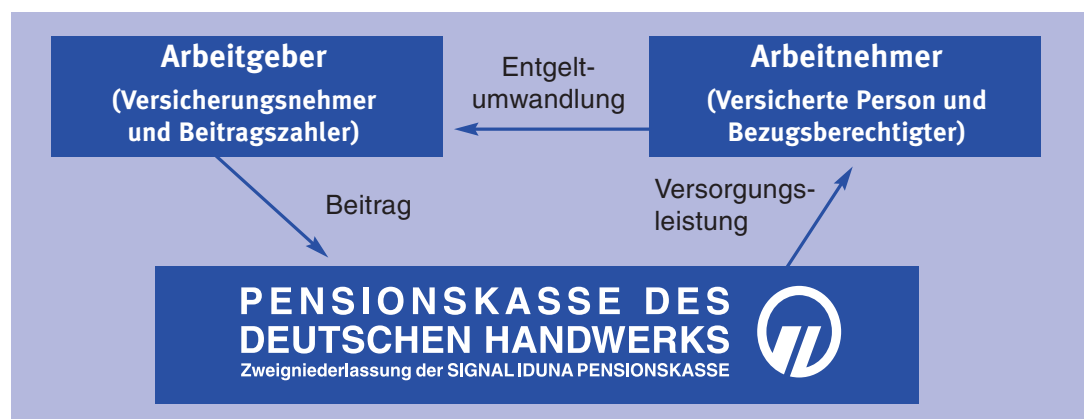 Arbeitgeber
(Versicherungsnehmer
und Beitragszahler)
Entgelt-
umwandlung
Arbeitnehmer
(Versicherte Person und
Bezugsberechtigter)
Beitrag
Versorgungs-
leistung
PENSIONSKASSE DES
DEUTSCHEN HANDWERKS
Zweigniederlassung der SIGNAL IDUNA PENSIONSKASSE